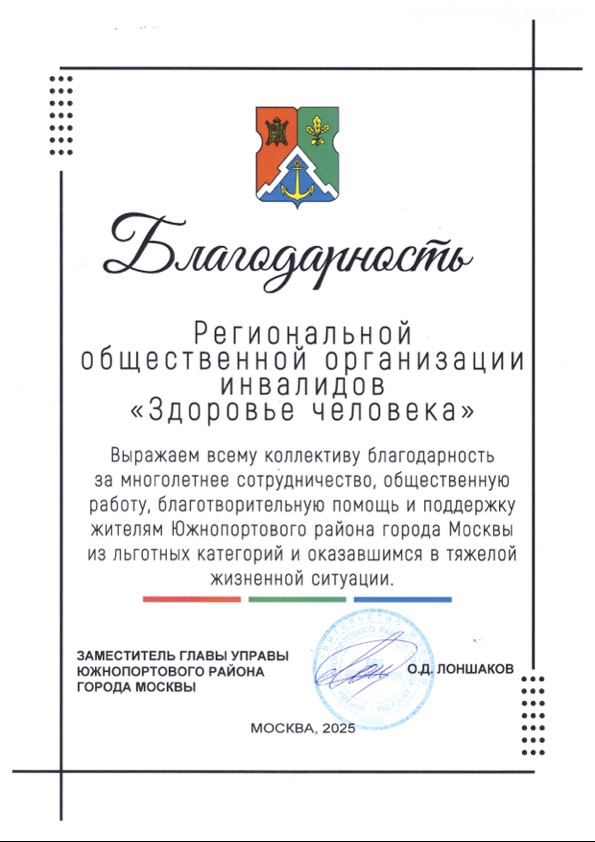 Благодарность
Региональной
общественной организации
инвалидов
«Здоровье человека»
Выражаем всему коллективу благодарность
за многолетнее сотрудничество, общественную
работу, благотворительную помощь и поддержку
жителям Южнопортового района города Москвы
из льготных категорий и оказавшимся в тяжелой
жизненной ситуации.
ЗАМЕСТИТЕЛЬ ГЛАВЫ УПРАВЫ
ЮЖНОПОРТОВОГО РАЙОНА
ГОРОДА МОСКВЫ
О.Д. ЛОНШАКОВ
МОСКВА, 2025